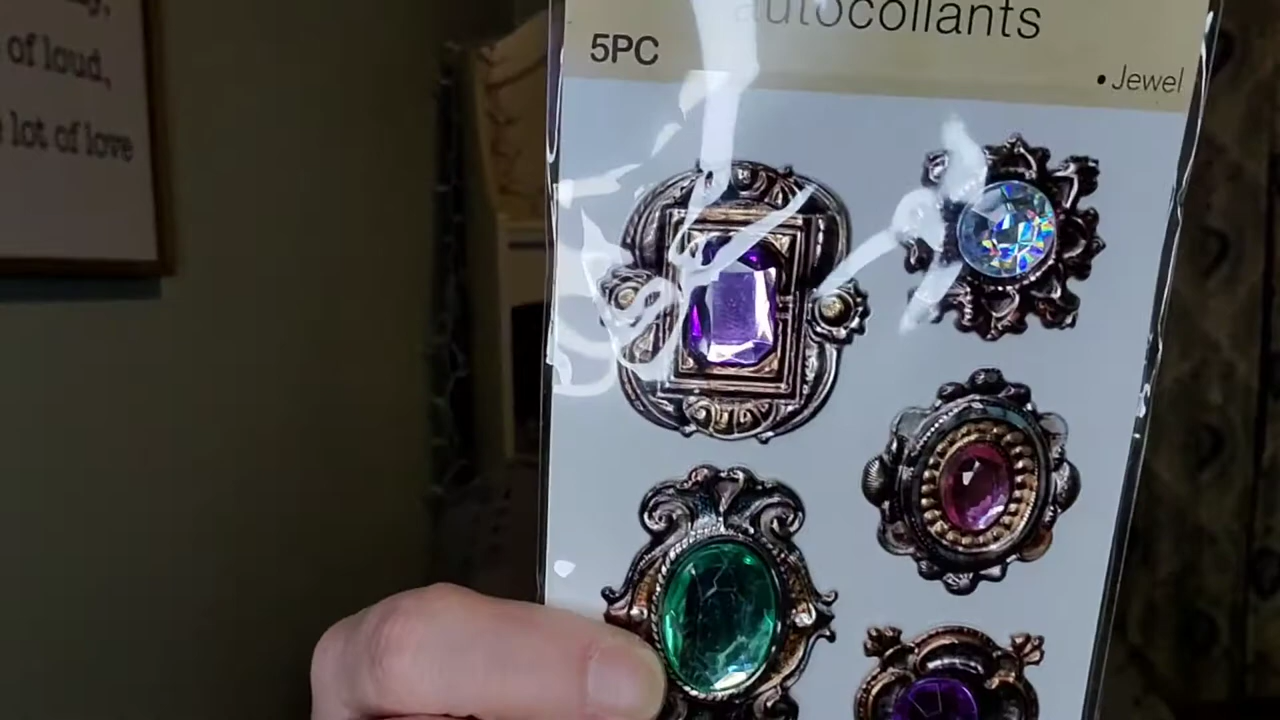 of loud,
lot of love
autocollants
5PC
• Jewel